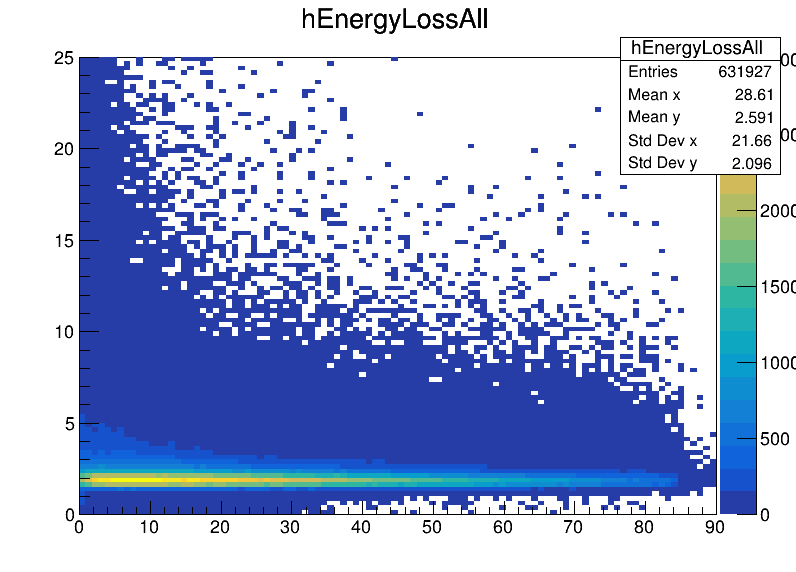 hEnergyLossAll
hEnergyLossAll
Entries 631927
Mean x 28.61
Mean y 2.591
Std Dev x 21.66
Std Dev y 2.096
25
20
15
10
5
0
0 10 20 30 40 50 60 70 80 90
2000
1500
1000
500
0